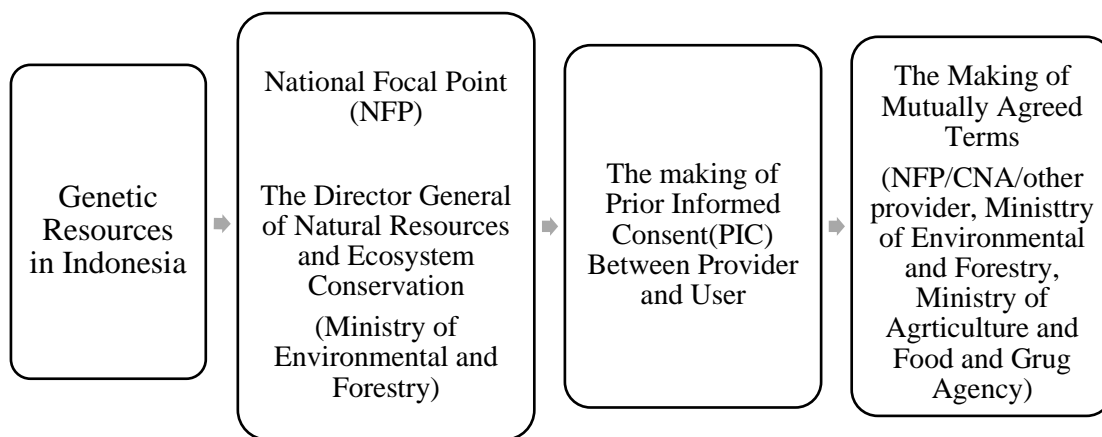 Genetic
Resources
in Indonesia
National Focal Point
(NFP)
The Director General
of Natural Resources
and Ecosystem
Conservation
(Ministry of
Environmental and
Forestry)
The making of
Prior Informed
Consent(PIC)
Between Provider
and User
The Making of
Mutually Agreed
Terms
(NFP/CNA/other
provider, Ministtry
of Environmental
and Forestry,
Ministry of
Agrticulture and
Food and Grug
Agency)